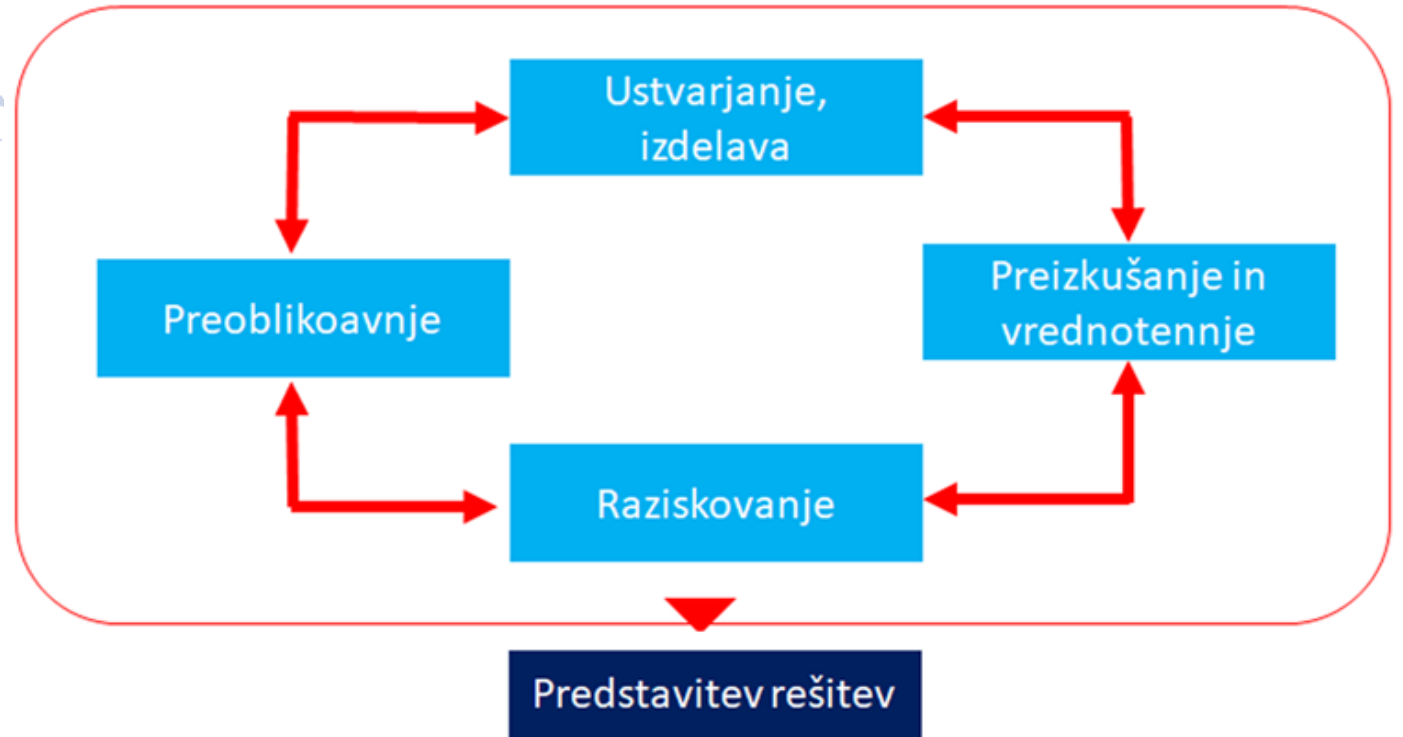 Ustvarjanje,
izdelava
Preoblikoavnje
Preizkušanje in
vrednotennje
Raziskovanje
Predstavitev rešitev